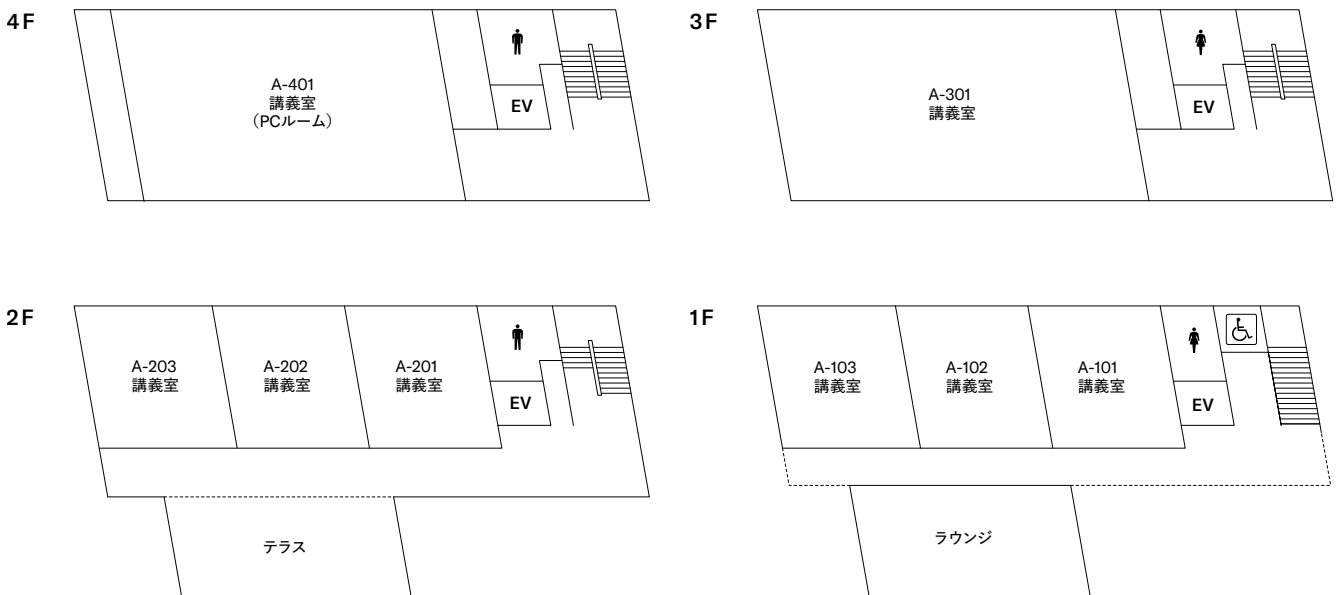 4F
A-401
講義室
（PCルーム）
EV
3F
A-301
講義室
EV
2F
A-203
講義室
A-202
講義室
A-201
講義室
EV
テラス
1F
A-103
講義室
A-102
講義室
A-101
講義室
EV
ラウンジ